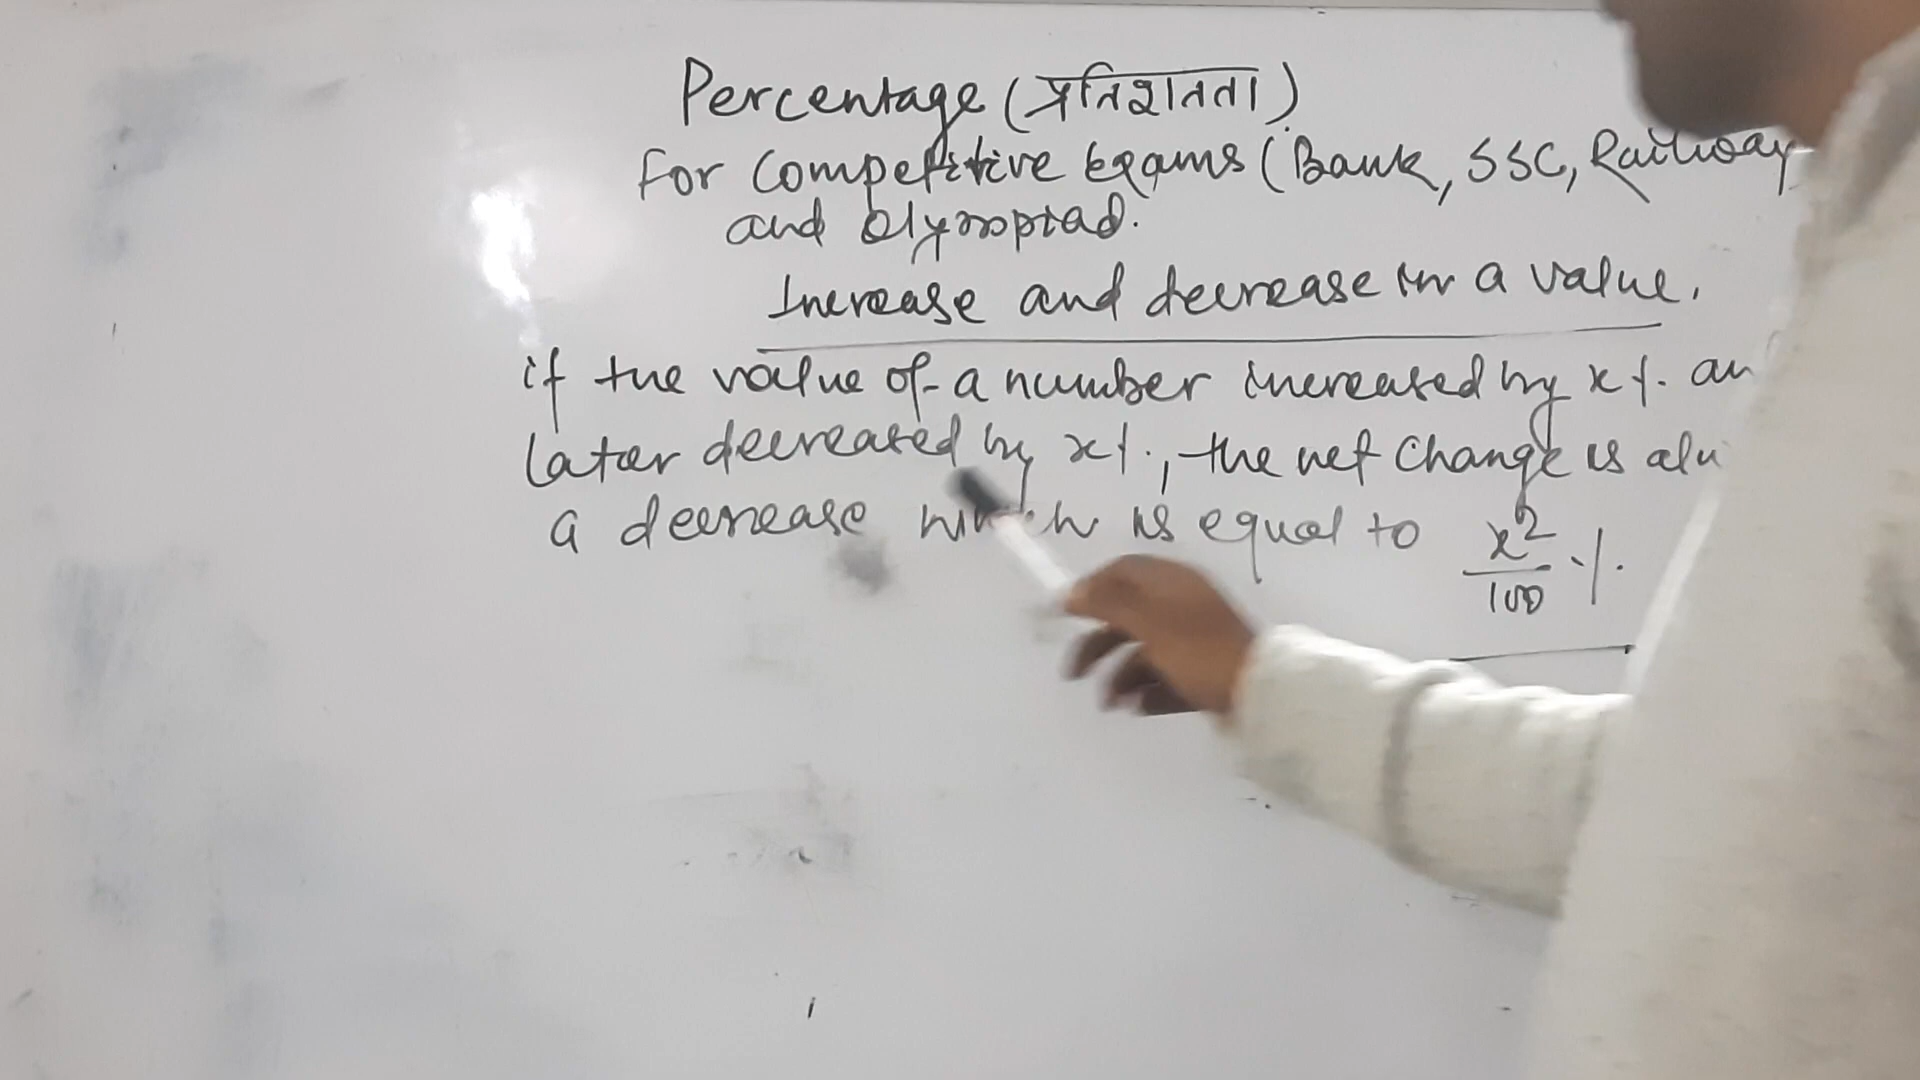 Percentage (प्रतिशतता)
For Competitive Exams (Bank, SSC, Railway
and Olympiad.
Increase and decrease in a value.
if the value of a number increased by x %. an
later decreased by x %., the net change is alw
a decrease which is equal to x²/100 %.